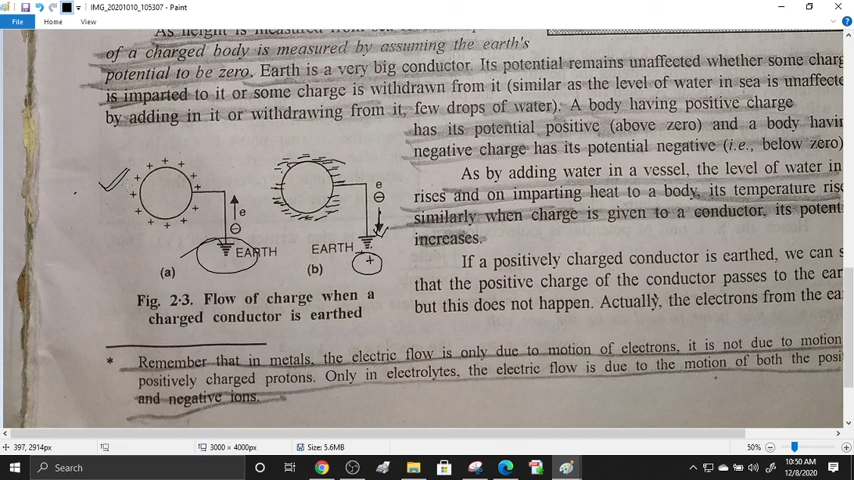 IMG_20201010_105307 - Paint
File
Home
View
As height is measured from sea
of a charged body is measured by assuming the earth's
potential to be zero. Earth is a very big conductor. Its potential remains unaffected whether some charg
is imparted to it or some charge is withdrawn from it (similar as the level of water in sea is unaffecte
by adding in it or withdrawing from it, few drops of water). A body having positive charge
has its potential positive (above zero) and a body havin
negative charge has its potential negative (i.e., below zero)
As by adding water in a vessel, the level of water in
rises and on imparting heat to a body, its temperature rise
similarly when charge is given to a conductor, its potent
increases.
If a positively charged conductor is earthed, we can s
that the positive charge of the conductor passes to the ear
but this does not happen. Actually, the electrons from the ea
e
EARTH
(a)
e
EARTH
+
(b)
Fig. 2·3. Flow of charge when a
charged conductor is earthed
* Remember that in metals, the electric flow is only due to motion of electrons, it is not due to motion
positively charged protons. Only in electrolytes, the electric flow is due to the motion of both the posi
and negative ions.
397, 2914px
3000 × 4000px
Size: 5.6MB
50%
Search
10:50 AM
12/8/2020